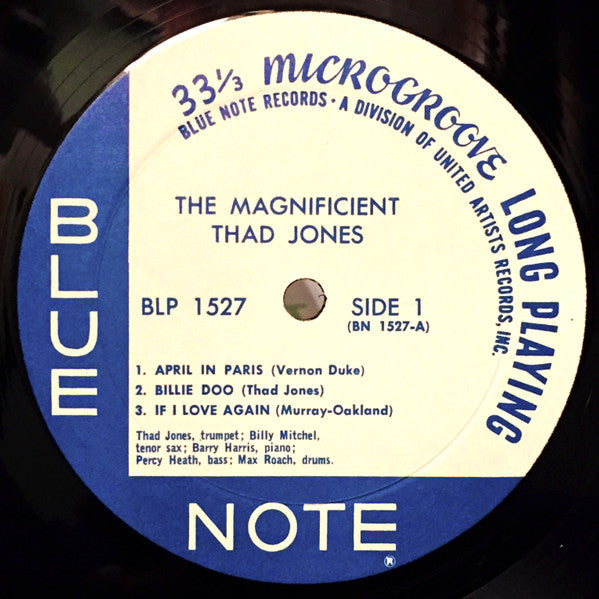 33⅓ MICROGROOVE LONG PLAYING
BLUE NOTE RECORDS · A DIVISION OF UNITED ARTISTS RECORDS, INC.
THE MAGNIFICIENT
THAD JONES
BLP 1527
SIDE 1
(BN 1527-A)
1. APRIL IN PARIS (Vernon Duke)
2. BILLIE DOO (Thad Jones)
3. IF I LOVE AGAIN (Murray-Oakland)
Thad Jones, trumpet; Billy Mitchel,
tenor sax; Barry Harris, piano;
Percy Heath, bass; Max Roach, drums.
BLUE
NOTE
®